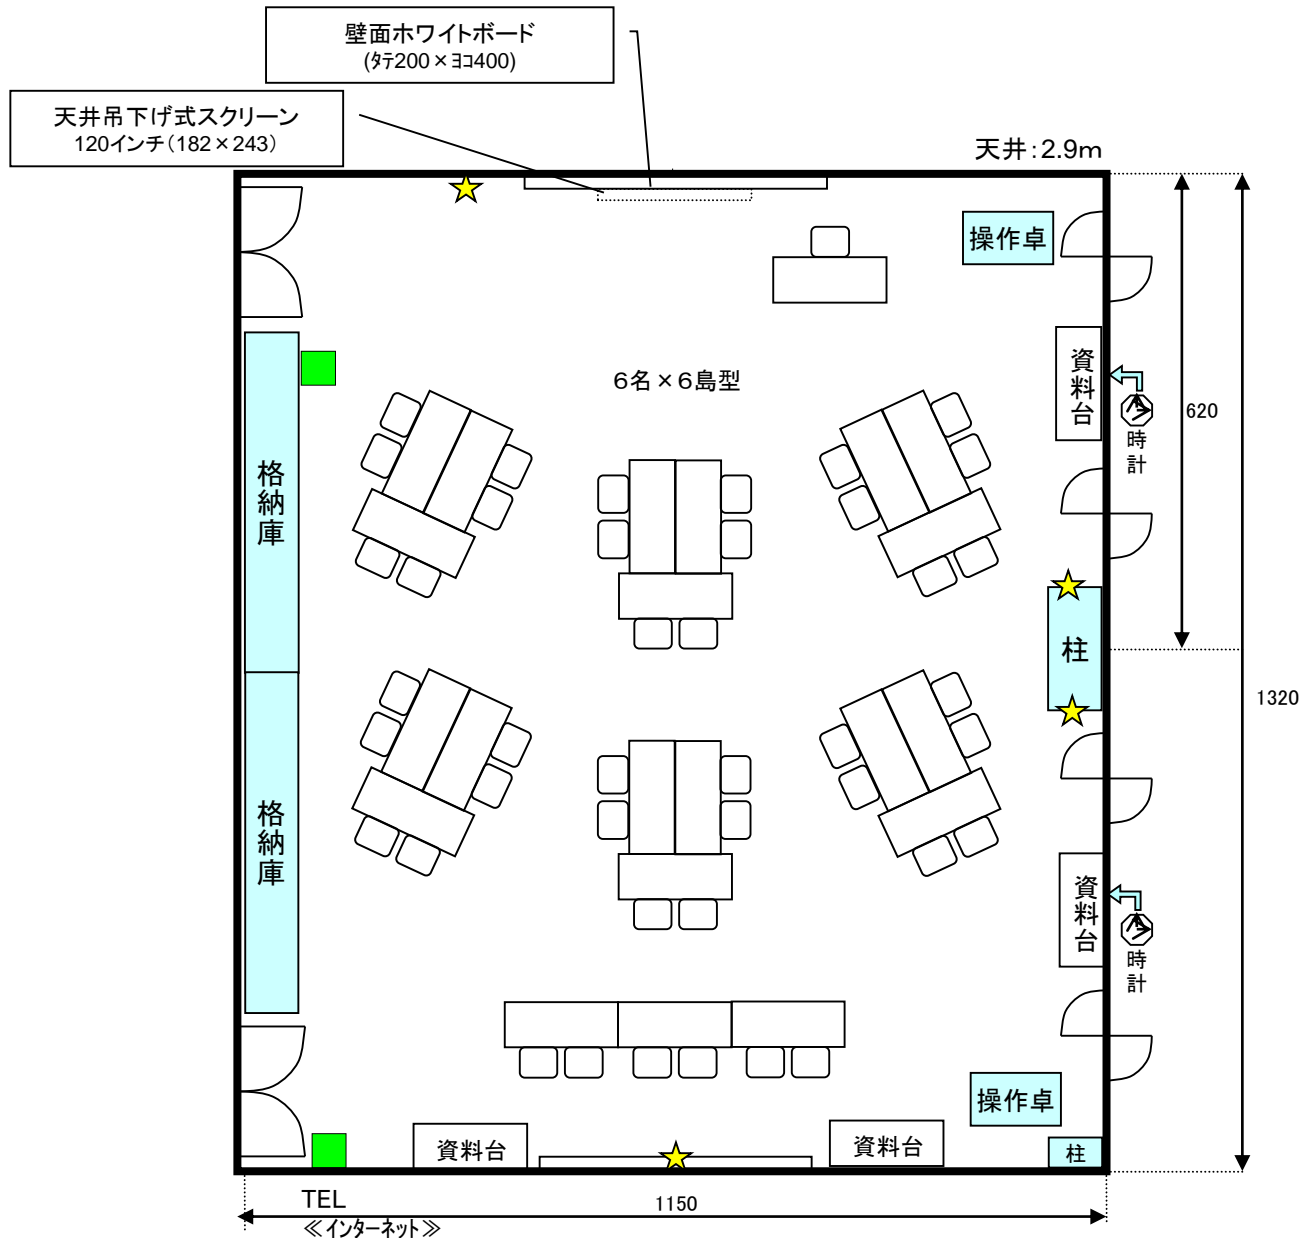 壁面ホワイトボード
(ﾀﾃ200×ﾖｺ400)
天井吊下げ式スクリーン
120インチ(182×243)
天井:2.9m
操作卓
資料台
時計
620
6名×6島型
格納庫
柱
1320
格納庫
資料台
時計
操作卓
資料台
資料台
柱
TEL
≪ｲﾝﾀｰﾈｯﾄ≫
1150